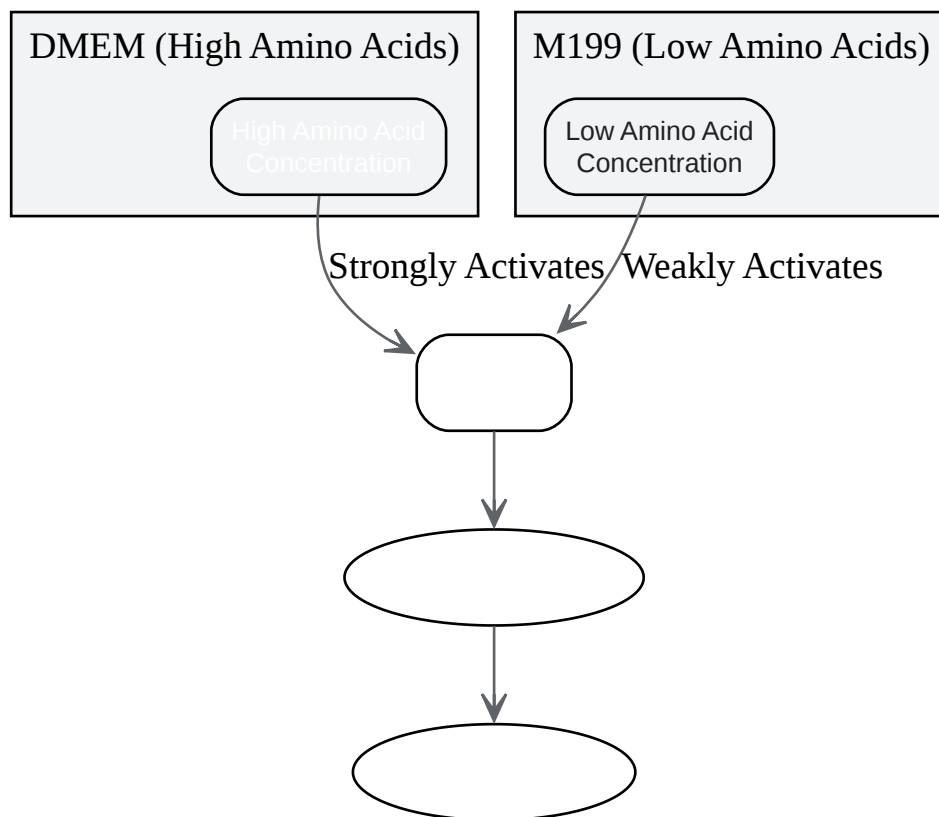 DMEM (High Amino Acids)
M199 (Low Amino Acids)
High Amino Acid
Concentration
Low Amino Acid
Concentration
Strongly Activates
Weakly Activates